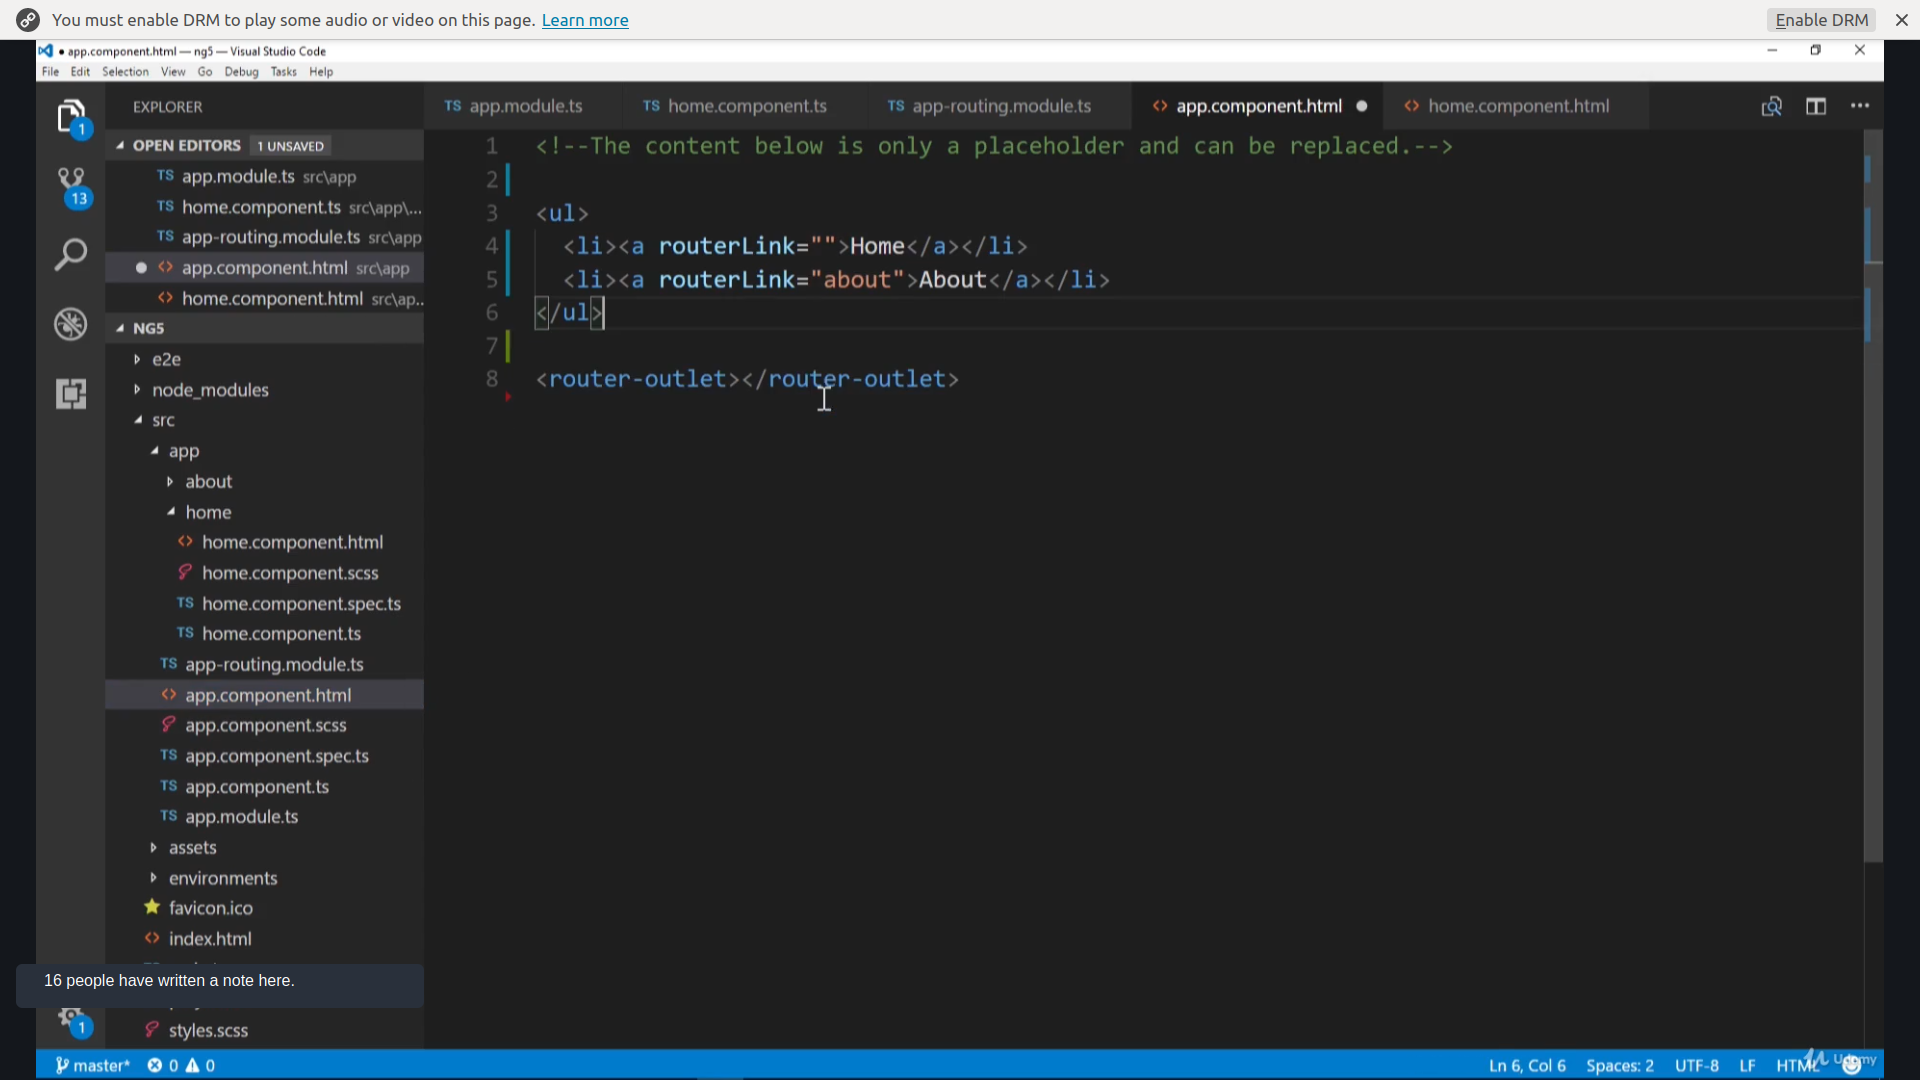 You must enable DRM to play some audio or video on this page. Learn more
Enable DRM
app.component.html — ng5 — Visual Studio Code
File Edit Selection View Go Debug Tasks Help
EXPLORER
TS app.module.ts
TS home.component.ts
TS app-routing.module.ts
<> app.component.html
<> home.component.html
1
13
OPEN EDITORS 1 UNSAVED
TS app.module.ts src\app
TS home.component.ts src\app\...
TS app-routing.module.ts src\app
<> app.component.html src\app
<> home.component.html src\ap..
NG5
e2e
node_modules
src
app
about
home
<> home.component.html
home.component.scss
TS home.component.spec.ts
TS home.component.ts
TS app-routing.module.ts
<> app.component.html
app.component.scss
TS app.component.spec.ts
TS app.component.ts
TS app.module.ts
assets
environments
favicon.ico
<> index.html
16 people have written a note here.
styles.scss
1
1 <!--The content below is only a placeholder and can be replaced.-->
2
3 <ul>
4 <li><a routerLink="">Home</a></li>
5 <li><a routerLink="about">About</a></li>
6 </ul>
7
8 <router-outlet></router-outlet>
master* 0 0
Ln 6, Col 6 Spaces: 2 UTF-8 LF HTML
Udemy